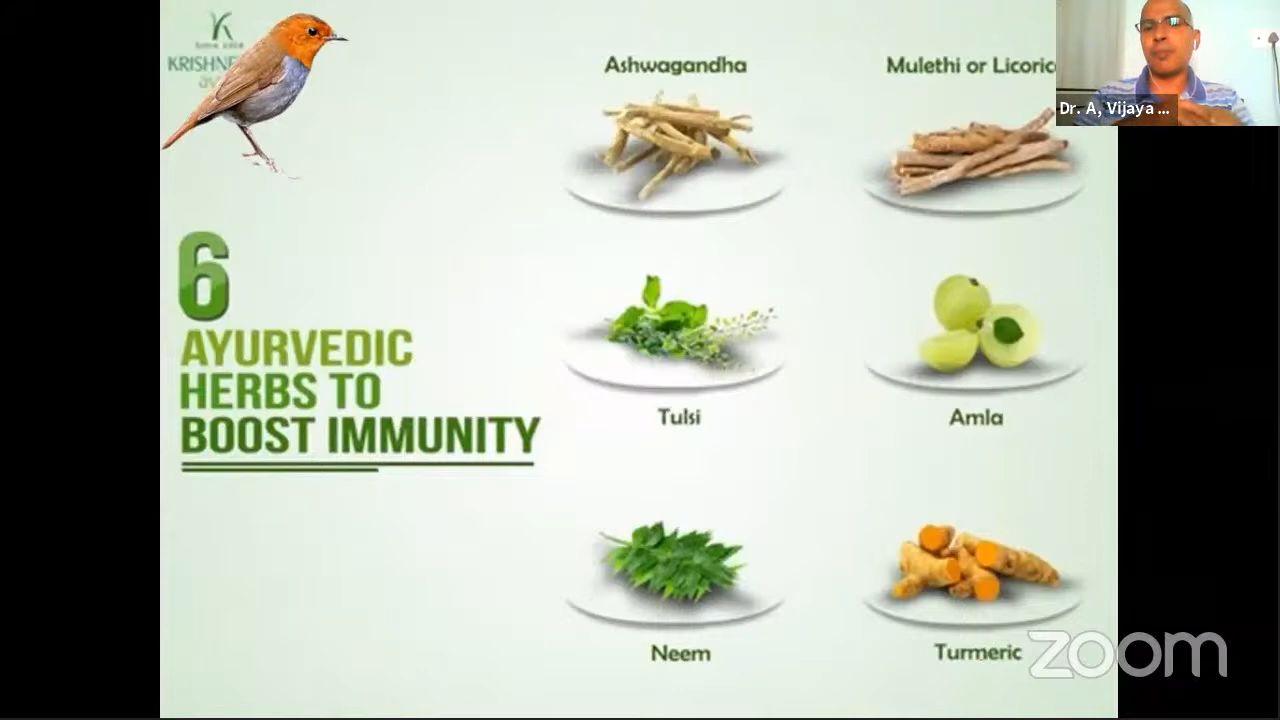 KRISHNE
Ashwagandha
Mulethi or Licoric
Dr. A, Vijaya ...
6
AYURVEDIC
HERBS TO
BOOST IMMUNITY
Tulsi
Amla
Neem
Turmeric
zoom